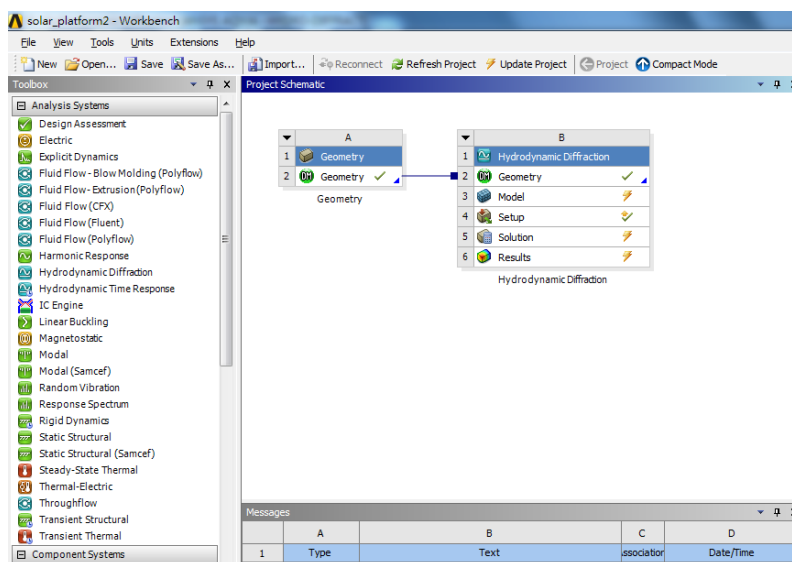 solar_platform2 - Workbench
File View Tools Units Extensions Help
New Open... Save Save As... Import... Reconnect Refresh Project Update Project Project Compact Mode
Toolbox
Project Schematic
Analysis Systems
Design Assessment
Electric
Explicit Dynamics
Fluid Flow - Blow Molding (Polyflow)
Fluid Flow - Extrusion (Polyflow)
Fluid Flow (CFX)
Fluid Flow (Fluent)
Fluid Flow (Polyflow)
Harmonic Response
Hydrodynamic Diffraction
Hydrodynamic Time Response
IC Engine
Linear Buckling
Magnetostatic
Modal
Modal (Samcef)
Random Vibration
Response Spectrum
Rigid Dynamics
Static Structural
Static Structural (Samcef)
Steady-State Thermal
Thermal-Electric
Throughflow
Transient Structural
Transient Thermal
Component Systems
A
1 Geometry
2 Geometry
Geometry
B
1 Hydrodynamic Diffraction
2 Geometry
3 Model
4 Setup
5 Solution
6 Results
Hydrodynamic Diffraction
Messages
A B C D
1 Type Text Association Date/Time